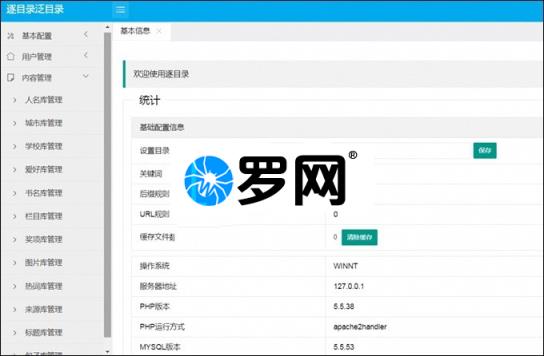 逐目录泛目录
基本配置
用户管理
内容管理
人名库管理
城市库管理
学校库管理
爱好库管理
书名库管理
栏目库管理
奖项库管理
图片库管理
热词库管理
来源库管理
标题库管理
基本信息
欢迎使用逐目录
统计
基础配置信息
设置目录 保存
关键词
后缀规则
URL规则 0
缓存文件 0 清除缓存
罗网®
操作系统 WINNT
服务器地址 127.0.0.1
PHP版本 5.5.38
PHP运行方式 apache2handler
MYSQL版本 5.5.53